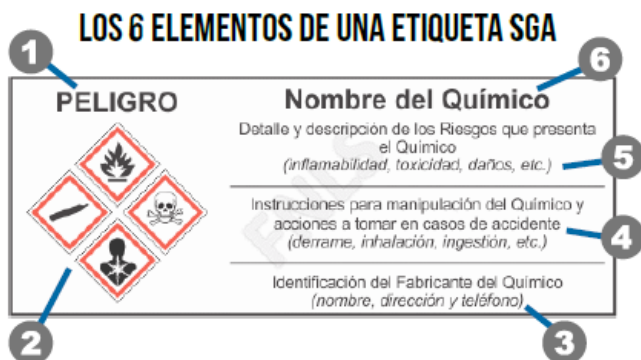 LOS 6 ELEMENTOS DE UNA ETIQUETA SGA
1
6
PELIGRO
Nombre del Químico
Detalle y descripción de los Riesgos que presenta
el Químico
(inflamabilidad, toxicidad, daños, etc.)
5
Instrucciones para manipulación del Químico y
acciones a tomar en casos de accidente
(derrame, inhalación, ingestión, etc.)
4
Identificación del Fabricante del Químico
(nombre, dirección y teléfono)
2
3